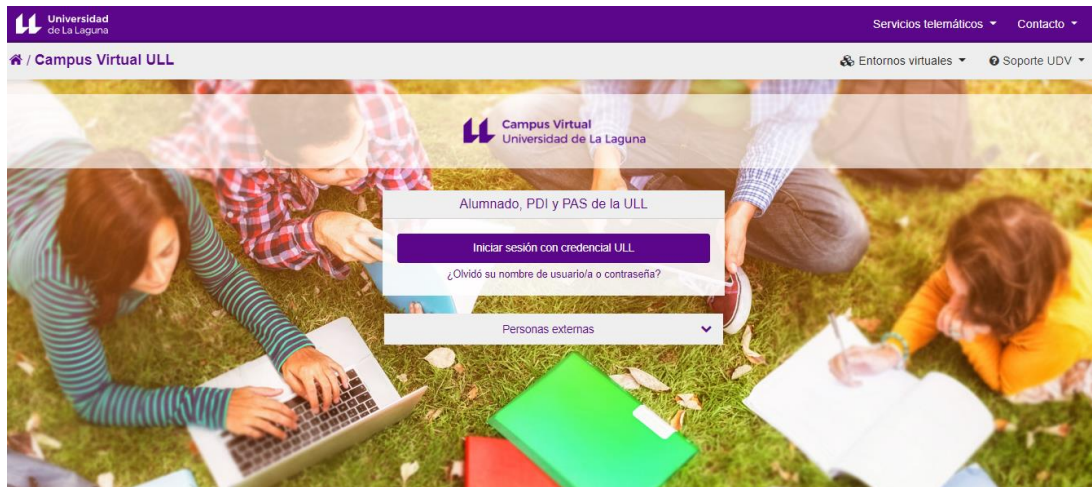 Universidad
de La Laguna
Servicios telemáticos
Contacto
/ Campus Virtual ULL
Entornos virtuales
Soporte UDV
Campus Virtual
Universidad de La Laguna
Alumnado, PDI y PAS de la ULL
Iniciar sesión con credencial ULL
¿Olvidó su nombre de usuario/a o contraseña?
Personas externas